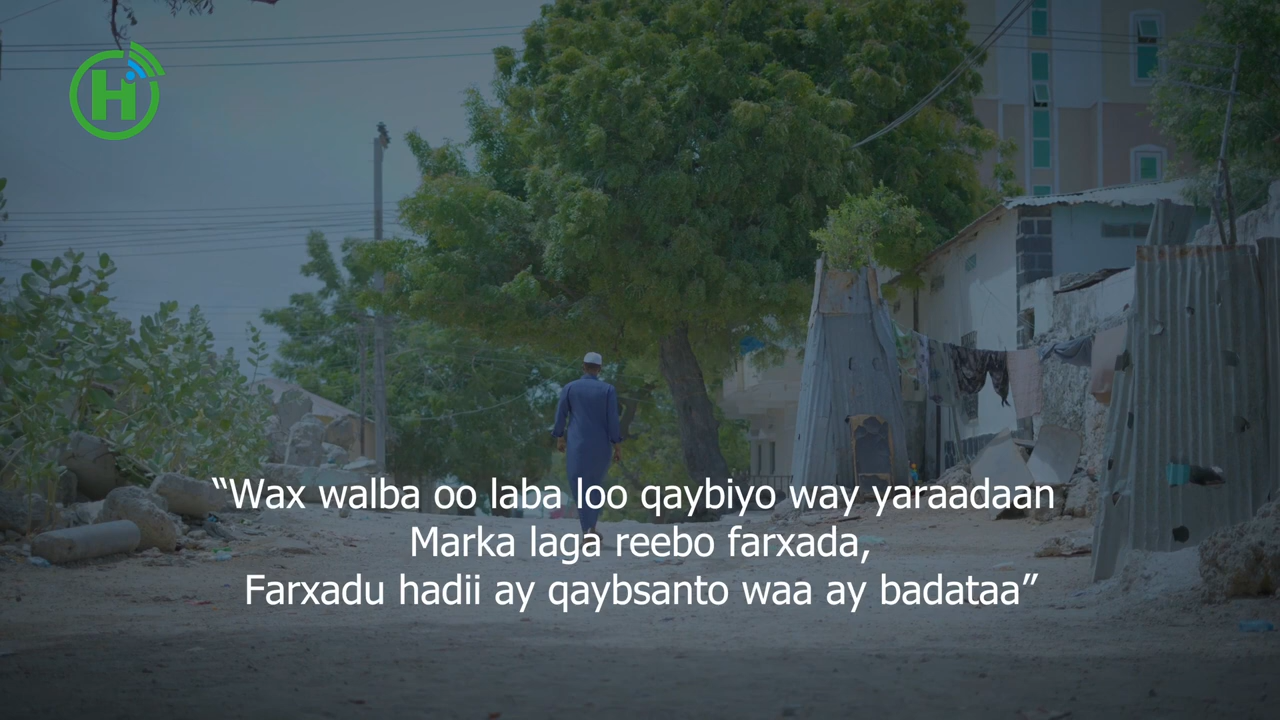 H
“Wax walba oo laba loo qaybiyo way yaraadaan
Marka laga reebo farxada,
Farxadu hadii ay qaybsanto waa ay badataa”